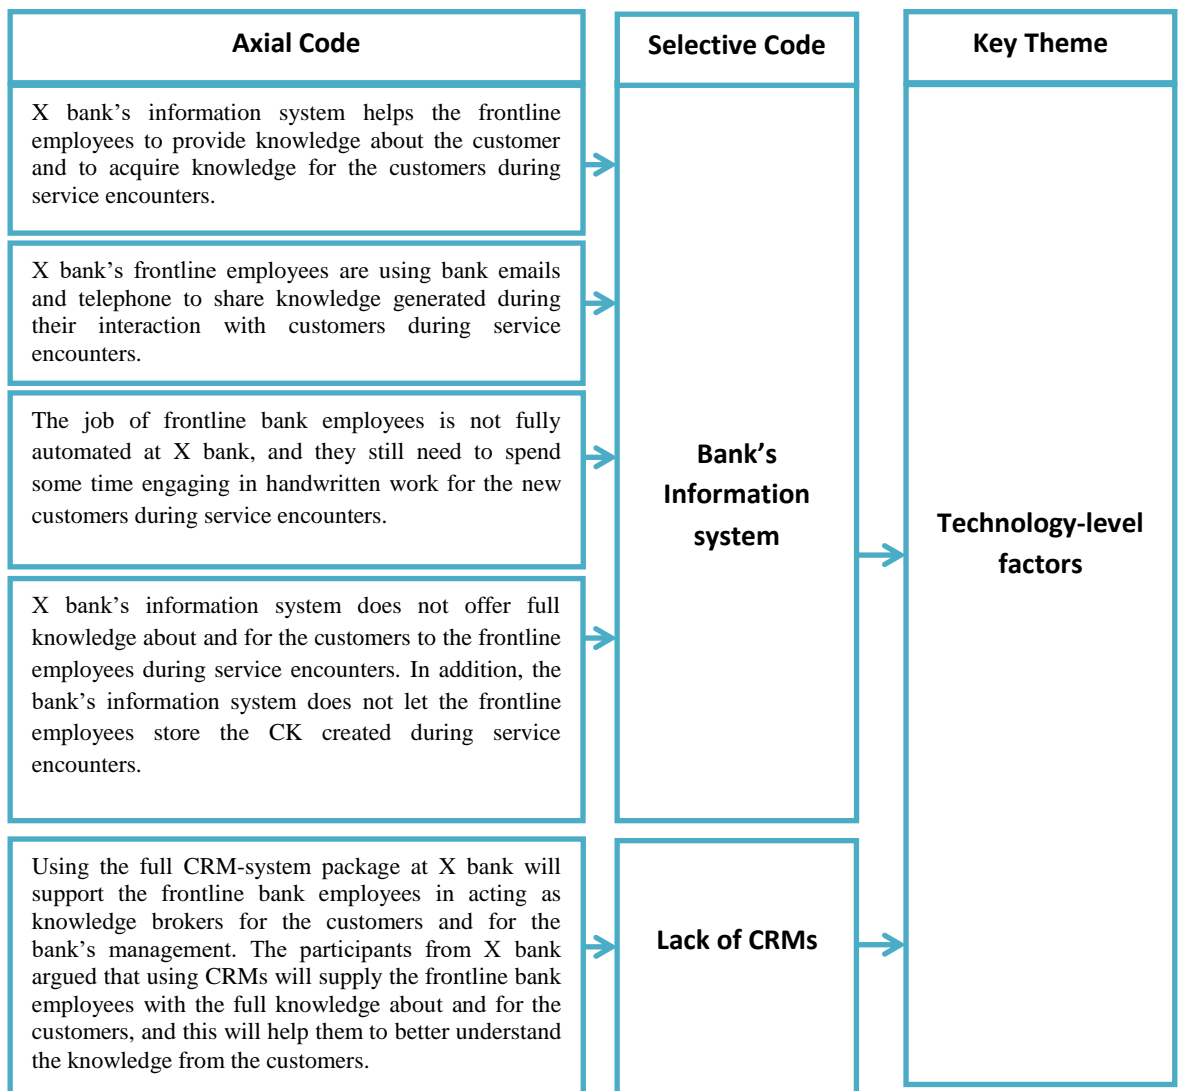 Axial Code
Selective Code
Key Theme
X bank’s information system helps the frontline
employees to provide knowledge about the customer
and to acquire knowledge for the customers during
service encounters.
X bank’s frontline employees are using bank emails
and telephone to share knowledge generated during
their interaction with customers during service
encounters.
The job of frontline bank employees is not fully
automated at X bank, and they still need to spend
some time engaging in handwritten work for the new
customers during service encounters.
X bank’s information system does not offer full
knowledge about and for the customers to the frontline
employees during service encounters. In addition, the
bank’s information system does not let the frontline
employees store the CK created during service
encounters.
Bank’s
Information
system
Technology-level
factors
Using the full CRM-system package at X bank will
support the frontline bank employees in acting as
knowledge brokers for the customers and for the
bank’s management. The participants from X bank
argued that using CRMs will supply the frontline bank
employees with the full knowledge about and for the
customers, and this will help them to better understand
the knowledge from the customers.
Lack of CRMs